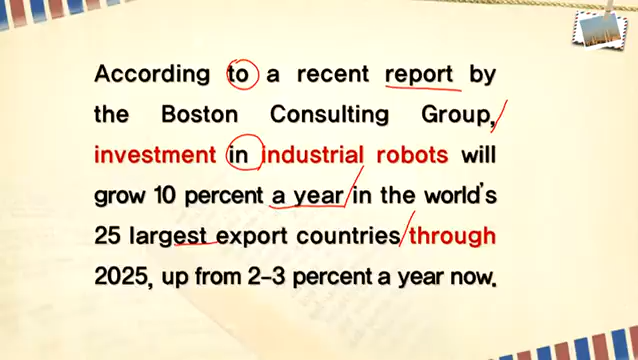 According to a recent report by
the Boston Consulting Group,
investment in industrial robots will
grow 10 percent a year in the world's
25 largest export countries through
2025, up from 2–3 percent a year now.